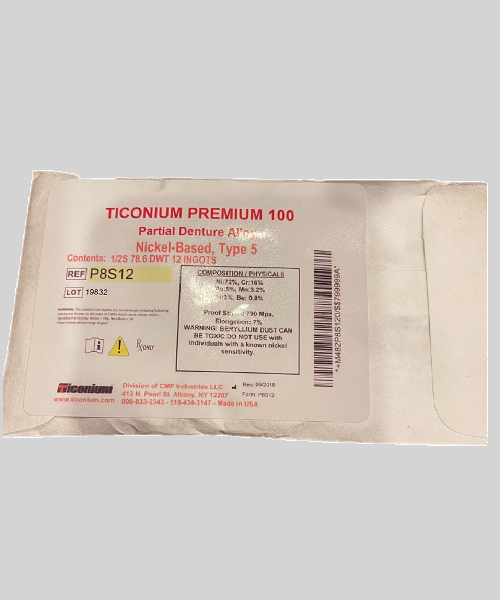 TICONIUM PREMIUM 100
Partial Denture Alloy
Nickel-Based, Type 5
Contents: 1/2S 78.6 DWT 12 INGOTS
REF P8S12
LOT 19832
COMPOSITION / PHYSICALS
Ni:72%, Cr:16%
5%, Mn: 3.2%
3%, Be: 0.8%
Proof 790 Mpa.
Elongation: 7%
WARNING: BERYLLIUM DUST CAN
BE TOXIC DO NOT USE with
individuals with a known nickel
sensitivity.
Rx ONLY
Ticonium
www.ticonium.com
Division of CMP Industries LLC
413 N. Pearl St. Albany, NY 12207
800-833-2343 - 518-434-3147 - Made in USA
Rev: 09/2018
Form: P8S12